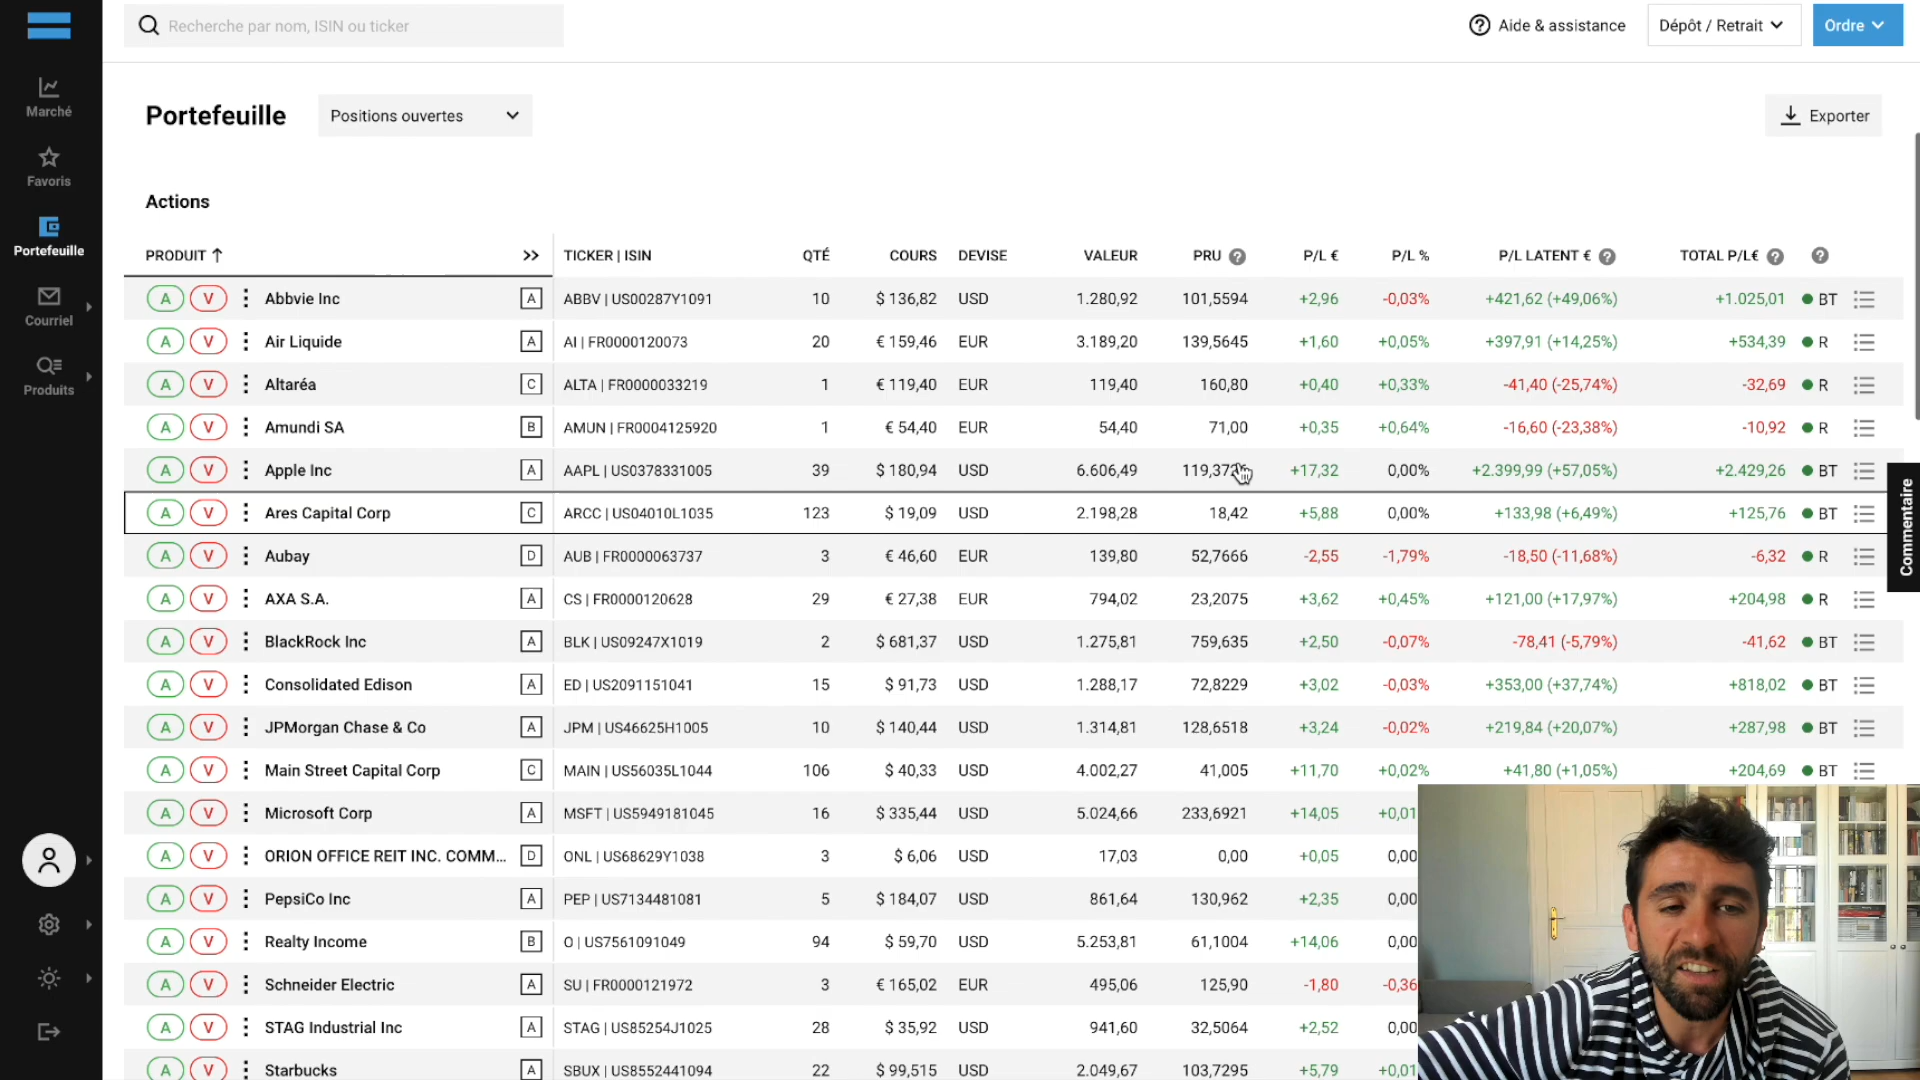 Recherche par nom, ISIN ou ticker
Aide & assistance Dépôt / Retrait Ordre
Marché
Favoris
Portefeuille
Courriel
Produits
Portefeuille Positions ouvertes Exporter
Actions
PRODUIT TICKER | ISIN QTÉ COURS DEVISE VALEUR PRU P/L € P/L % P/L LATENT € TOTAL P/L€
A V Abbvie Inc A ABBV | US00287Y1091 10 $ 136,82 USD 1.280,92 101,5594 +2,96 -0,03% +421,62 (+49,06%) +1.025,01 BT
A V Air Liquide A AI | FR0000120073 20 € 159,46 EUR 3.189,20 139,5645 +1,60 +0,05% +397,91 (+14,25%) +534,39 R
A V Altaréa C ALTA | FR0000033219 1 € 119,40 EUR 119,40 160,80 +0,40 +0,33% -41,40 (-25,74%) -32,69 R
A V Amundi SA B AMUN | FR0004125920 1 € 54,40 EUR 54,40 71,00 +0,35 +0,64% -16,60 (-23,38%) -10,92 R
A V Apple Inc A AAPL | US0378331005 39 $ 180,94 USD 6.606,49 +17,32 0,00% +2.399,99 (+57,05%) +2.429,26 BT
A V Ares Capital Corp C ARCC | US04010L1035 123 $ 19,09 USD 2.198,28 18,42 +5,88 0,00% +133,98 (+6,49%) +125,76 BT
A V Aubay D AUB | FR0000063737 3 € 46,60 EUR 139,80 52,7666 -2,55 -1,79% -18,50 (-11,68%) -6,32 R
A V AXA S.A. A CS | FR0000120628 29 € 27,38 EUR 794,02 23,2075 +3,62 +0,45% +121,00 (+17,97%) +204,98 R
A V BlackRock Inc A BLK | US09247X1019 2 $ 681,37 USD 1.275,81 759,635 +2,50 -0,07% -78,41 (-5,79%) -41,62 BT
A V Consolidated Edison A ED | US2091151041 15 $ 91,73 USD 1.288,17 72,8229 +3,02 -0,03% +353,00 (+37,74%) +818,02 BT
A V JPMorgan Chase & Co A JPM | US46625H1005 10 $ 140,44 USD 1.314,81 128,6518 +3,24 -0,02% +219,84 (+20,07%) +287,98 BT
A V Main Street Capital Corp C MAIN | US56035L1044 106 $ 40,33 USD 4.002,27 41,005 +11,70 +0,02% +41,80 (+1,05%) +204,69 BT
A V Microsoft Corp A MSFT | US5949181045 16 $ 335,44 USD 5.024,66 233,6921 +14,05 +0,01
A V ORION OFFICE REIT INC. COMM... D ONL | US68629Y1038 3 $ 6,06 USD 17,03 0,00 +0,05 0,00
A V PepsiCo Inc A PEP | US7134481081 5 $ 184,07 USD 861,64 130,962 +2,35 0,00
A V Realty Income B O | US7561091049 94 $ 59,70 USD 5.253,81 61,1004 +14,06 0,00
A V Schneider Electric A SU | FR0000121972 3 € 165,02 EUR 495,06 125,90 -1,80 -0,36
A V STAG Industrial Inc A STAG | US85254J1025 28 $ 35,92 USD 941,60 32,5064 +2,52 0,00
A V Starbucks A SBUX | US8552441094 22 $ 99,515 USD 2.049,67 103,7295 +5,79 +0,01
Commentaire